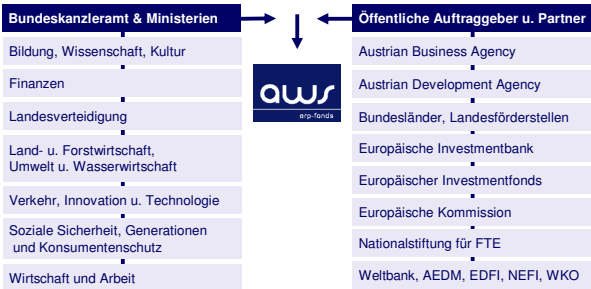 Bundeskanzleramt & Ministerien
Bildung, Wissenschaft, Kultur
Finanzen
Landesverteidigung
Land- u. Forstwirtschaft,
Umwelt u. Wasserwirtschaft
Verkehr, Innovation u. Technologie
Soziale Sicherheit, Generationen
und Konsumentenschutz
Wirtschaft und Arbeit
aws
erp-fonds
Öffentliche Auftraggeber u. Partner
Austrian Business Agency
Austrian Development Agency
Bundesländer, Landesförderstellen
Europäische Investmentbank
Europäischer Investmentfonds
Europäische Kommission
Nationalstiftung für FTE
Weltbank, AEDM, EDFI, NEFI, WKO